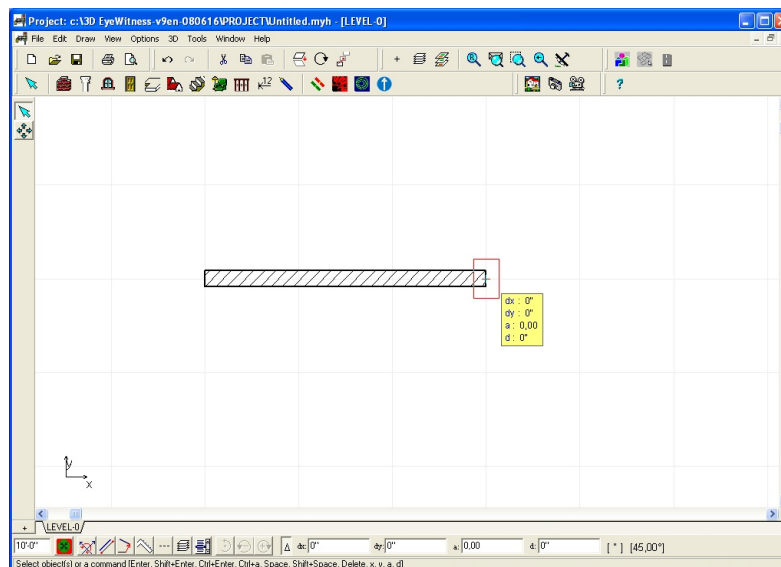 Project: c:\3D EyeWitness-v9en-080616\PROJECT\Untitled.myh - [LEVEL-0]
File Edit Draw View Options 3D Tools Window Help
dx : 0"
dy : 0"
a : 0,00
d : 0"
y
x
+ LEVEL-0
10'-0" Δ dx: 0" dy: 0" a: 0,00 d: 0" [ * ] [45,00°]
Select object(s) or a command [Enter, Shift+Enter, Ctrl+Enter, Ctrl+a, Space, Shift+Space, Delete, x, y, a, d]